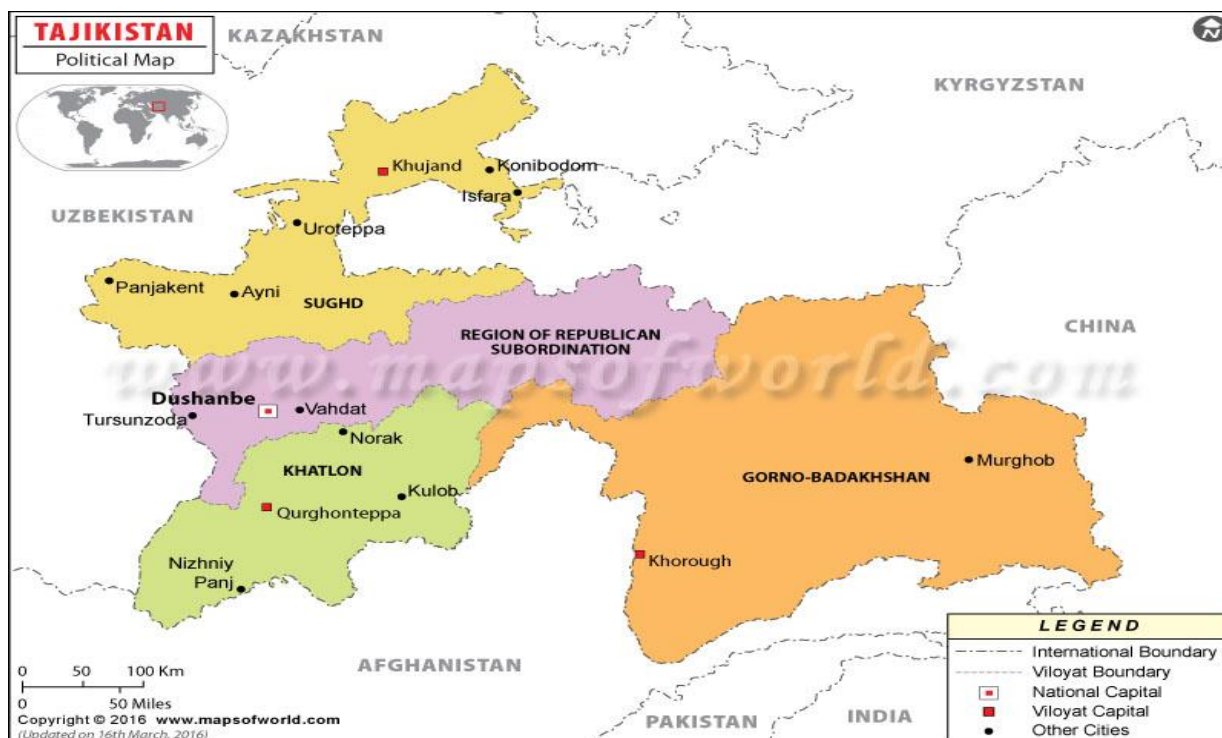 TAJIKISTAN
Political Map
KAZAKHSTAN
N
KYRGYZSTAN
UZBEKISTAN
Khujand
Konibodom
Isfara
Uroteppa
Panjakent
Ayni
SUGHD
REGION OF REPUBLICAN
SUBORDINATION
CHINA
www.mapsofworld.com
Dushanbe
Tursunzoda
Vahdat
Norak
KHATLON
Kulob
Qurghonteppa
GORNO-BADAKHSHAN
Murghob
Nizhniy
Panj
Khorough
AFGHANISTAN
PAKISTAN
INDIA
0 50 100 Km
0 50 Miles
Copyright © 2016 www.mapsofworld.com
(Updated on 16th March, 2016)
LEGEND
International Boundary
Viloyat Boundary
National Capital
Viloyat Capital
Other Cities